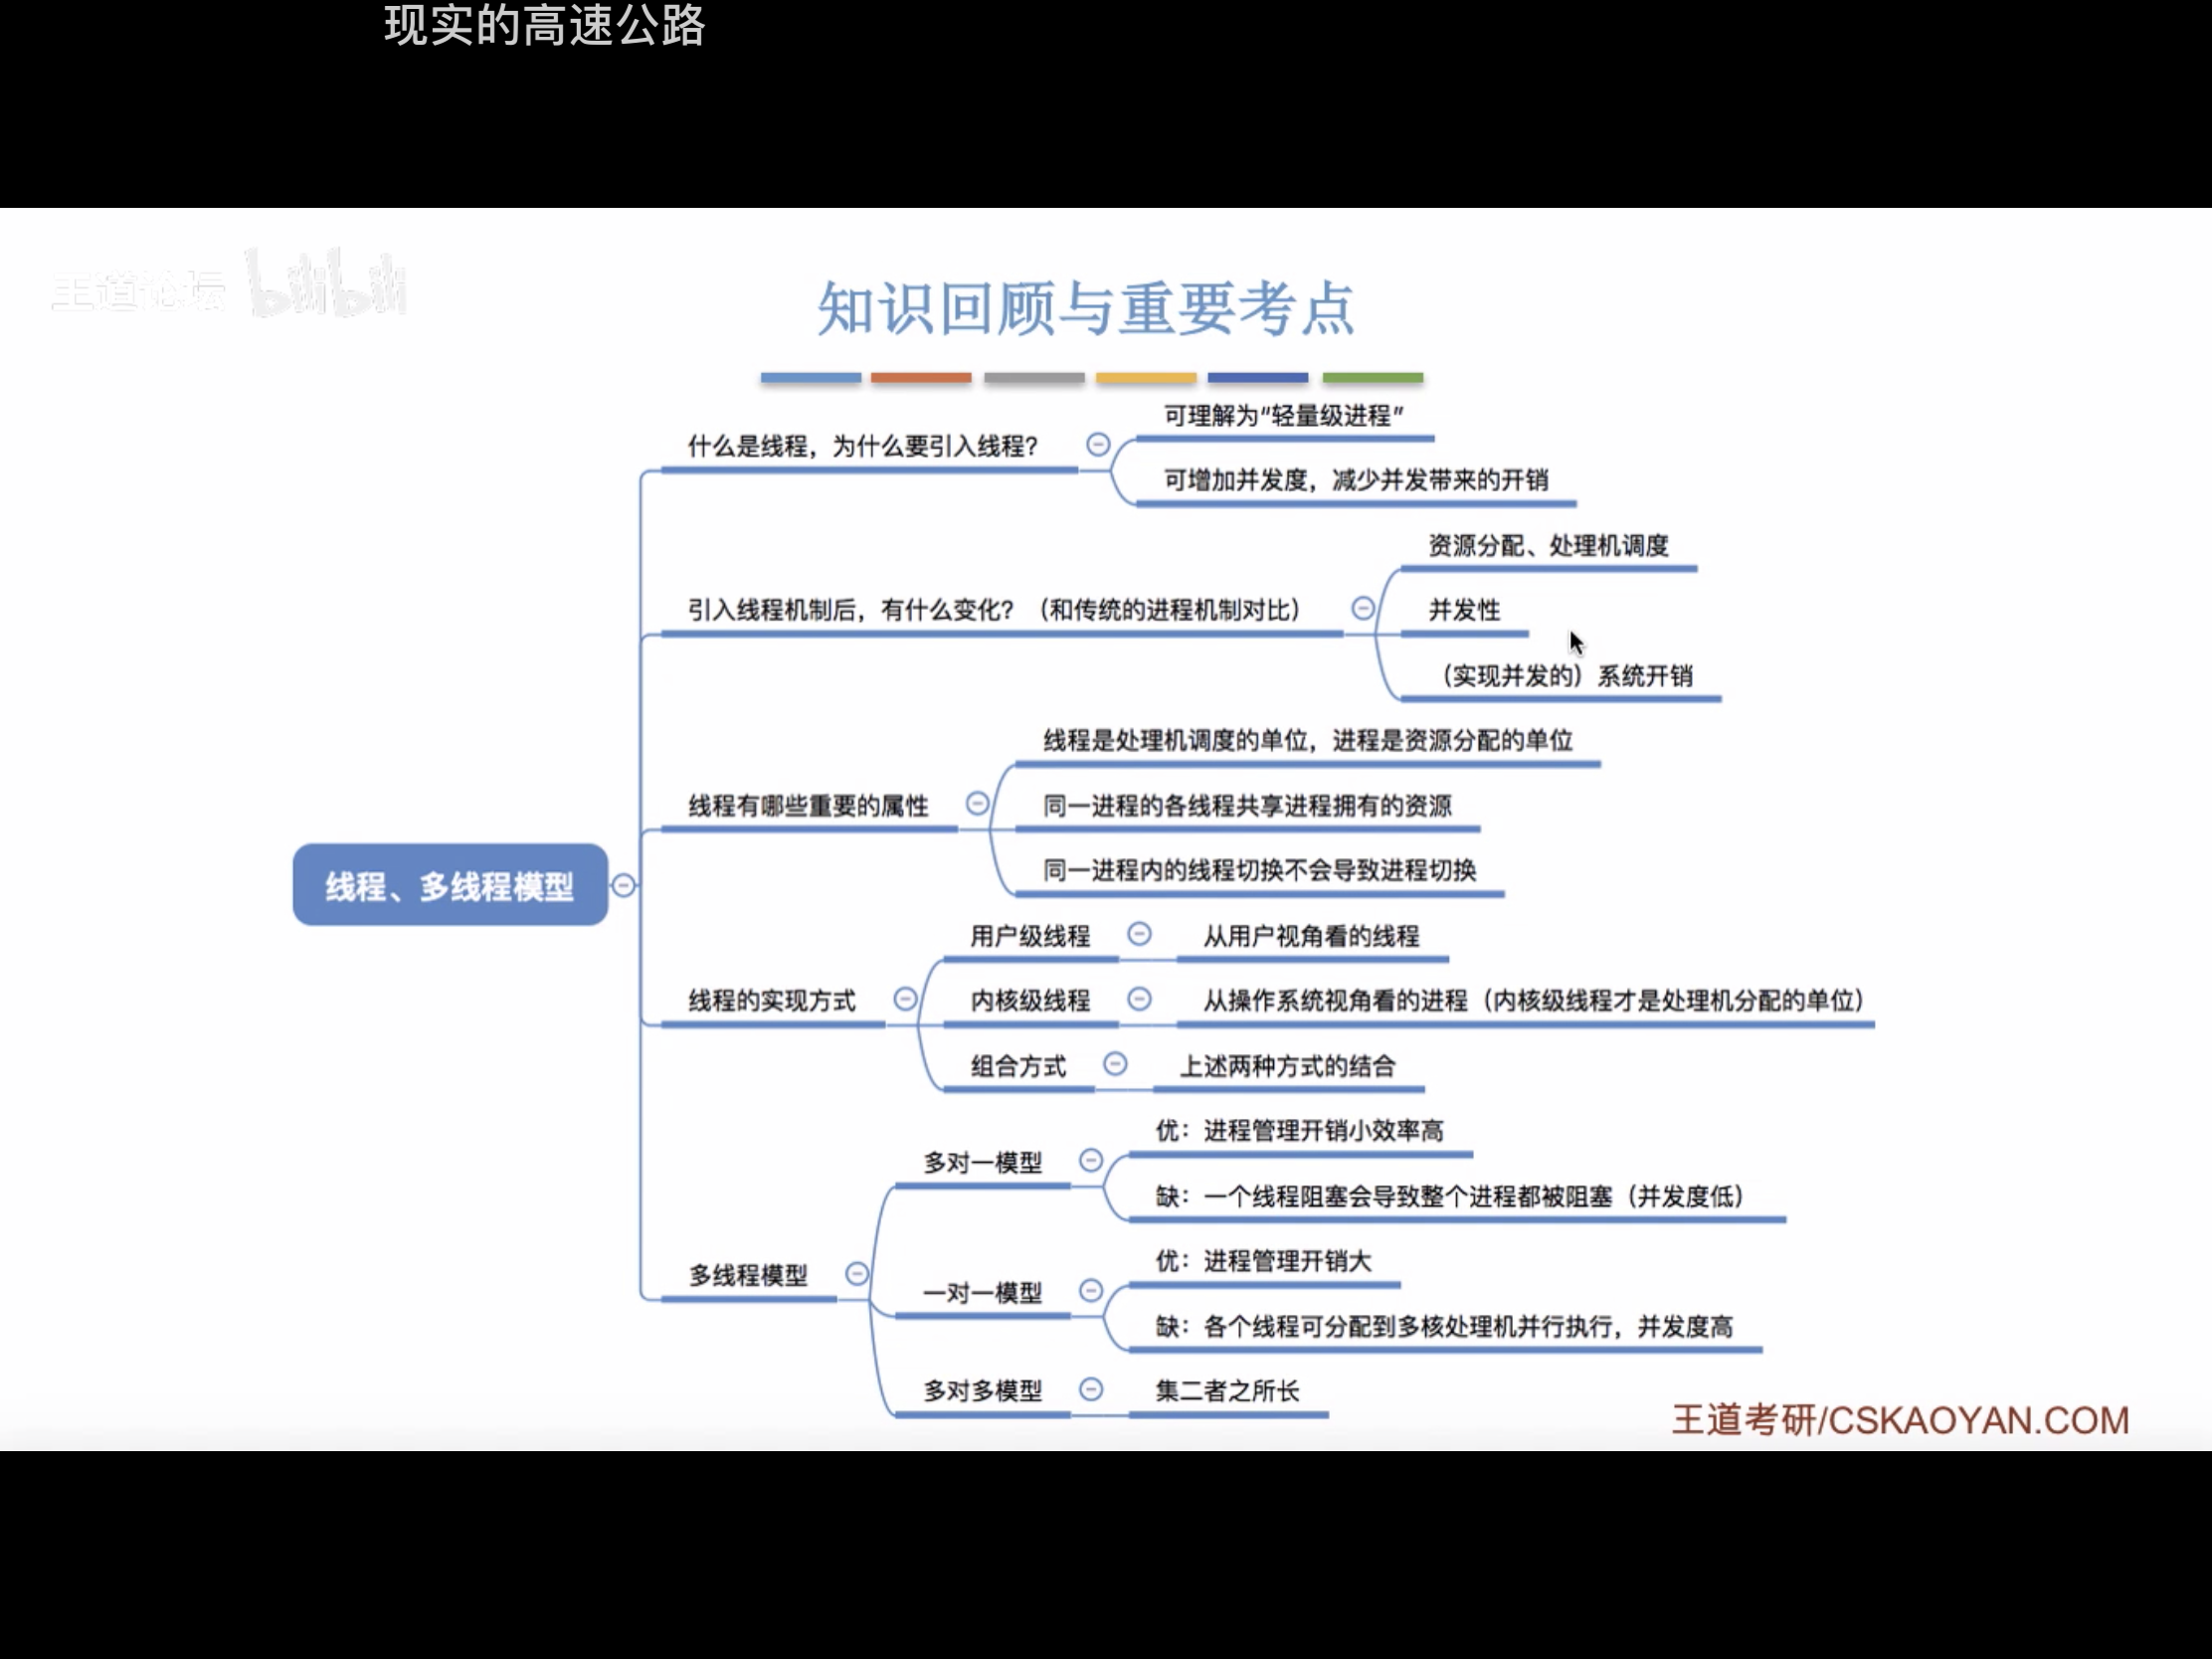 现实的高速公路
王道论坛 bilibili
知识回顾与重要考点
可理解为“轻量级进程”
什么是线程，为什么要引入线程？
可增加并发度，减少并发带来的开销
资源分配、处理机调度
引入线程机制后，有什么变化？（和传统的进程机制对比）
并发性
（实现并发的）系统开销
线程是处理机调度的单位，进程是资源分配的单位
线程有哪些重要的属性
同一进程的各线程共享进程拥有的资源
同一进程内的线程切换不会导致进程切换
线程、多线程模型
用户级线程
从用户视角看的线程
线程的实现方式
内核级线程
从操作系统视角看的进程（内核级线程才是处理机分配的单位）
组合方式
上述两种方式的结合
优：进程管理开销小效率高
多对一模型
缺：一个线程阻塞会导致整个进程都被阻塞（并发度低）
多线程模型
优：进程管理开销大
一对一模型
缺：各个线程可分配到多核处理机并行执行，并发度高
多对多模型
集二者之所长
王道考研/CSKAOYAN.COM